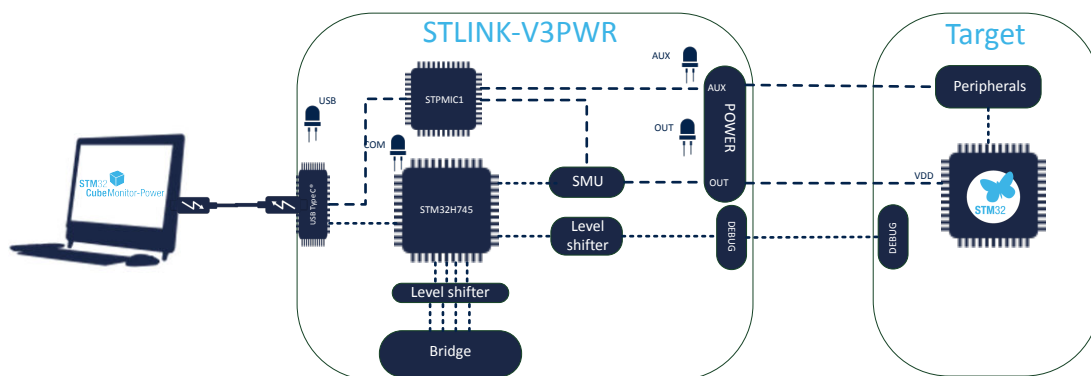 STLINK-V3PWR
Target
AUX
USB
STPMIC1
AUX
Peripherals
POWER
OUT
COM
STM32
CubeMonitor-Power
SMU
OUT
VDD
USB Type C®
STM32H745
STM32
Level
shifter
DEBUG
DEBUG
Level shifter
Bridge